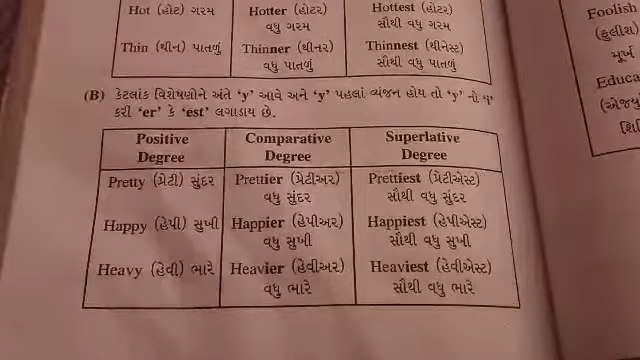 Hot (હોટ) ગરમ Hotter (હોટર) Hottest (હોટેસ્ટ)
વધુ ગરમ સૌથી વધુ ગરમ
Thin (થીન) પાતળું Thinner (થીનર) Thinnest (થીનેસ્ટ)
વધુ પાતળું સૌથી વધુ પાતળું
(B) કેટલાંક વિશેષણોને અંતે 'y' આવે અને 'y' પહેલાં વ્યંજન હોય તો 'y' નો 'i'
કરી 'er' કે 'est' લગાડાય છે.
Positive Comparative Superlative
Degree Degree Degree
Pretty (પ્રેટી) સુંદર Prettier (પ્રેટીઅર) Prettiest (પ્રેટીએસ્ટ)
વધુ સુંદર સૌથી વધુ સુંદર
Happy (હેપી) સુખી Happier (હેપીઅર) Happiest (હેપીએસ્ટ)
વધુ સુખી સૌથી વધુ સુખી
Heavy (હેવી) ભારે Heavier (હેવીઅર) Heaviest (હેવીએસ્ટ)
વધુ ભારે સૌથી વધુ ભારે
Foolish
(ફુલીશ)
મૂર્ખ